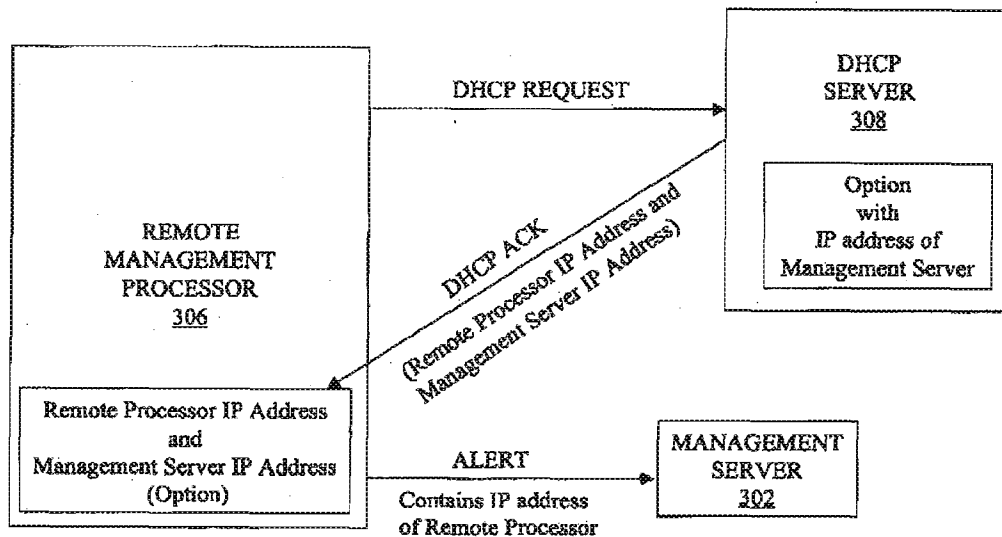 DHCP REQUEST
DHCP
SERVER
308
Option
with
IP address of
Management Server
REMOTE
MANAGEMENT
PROCESSOR
306
DHCP ACK
(Remote Processor IP Address and
Management Server IP Address)
Remote Processor IP Address
and
Management Server IP Address
(Option)
ALERT
Contains IP address
of Remote Processor
MANAGEMENT
SERVER
302